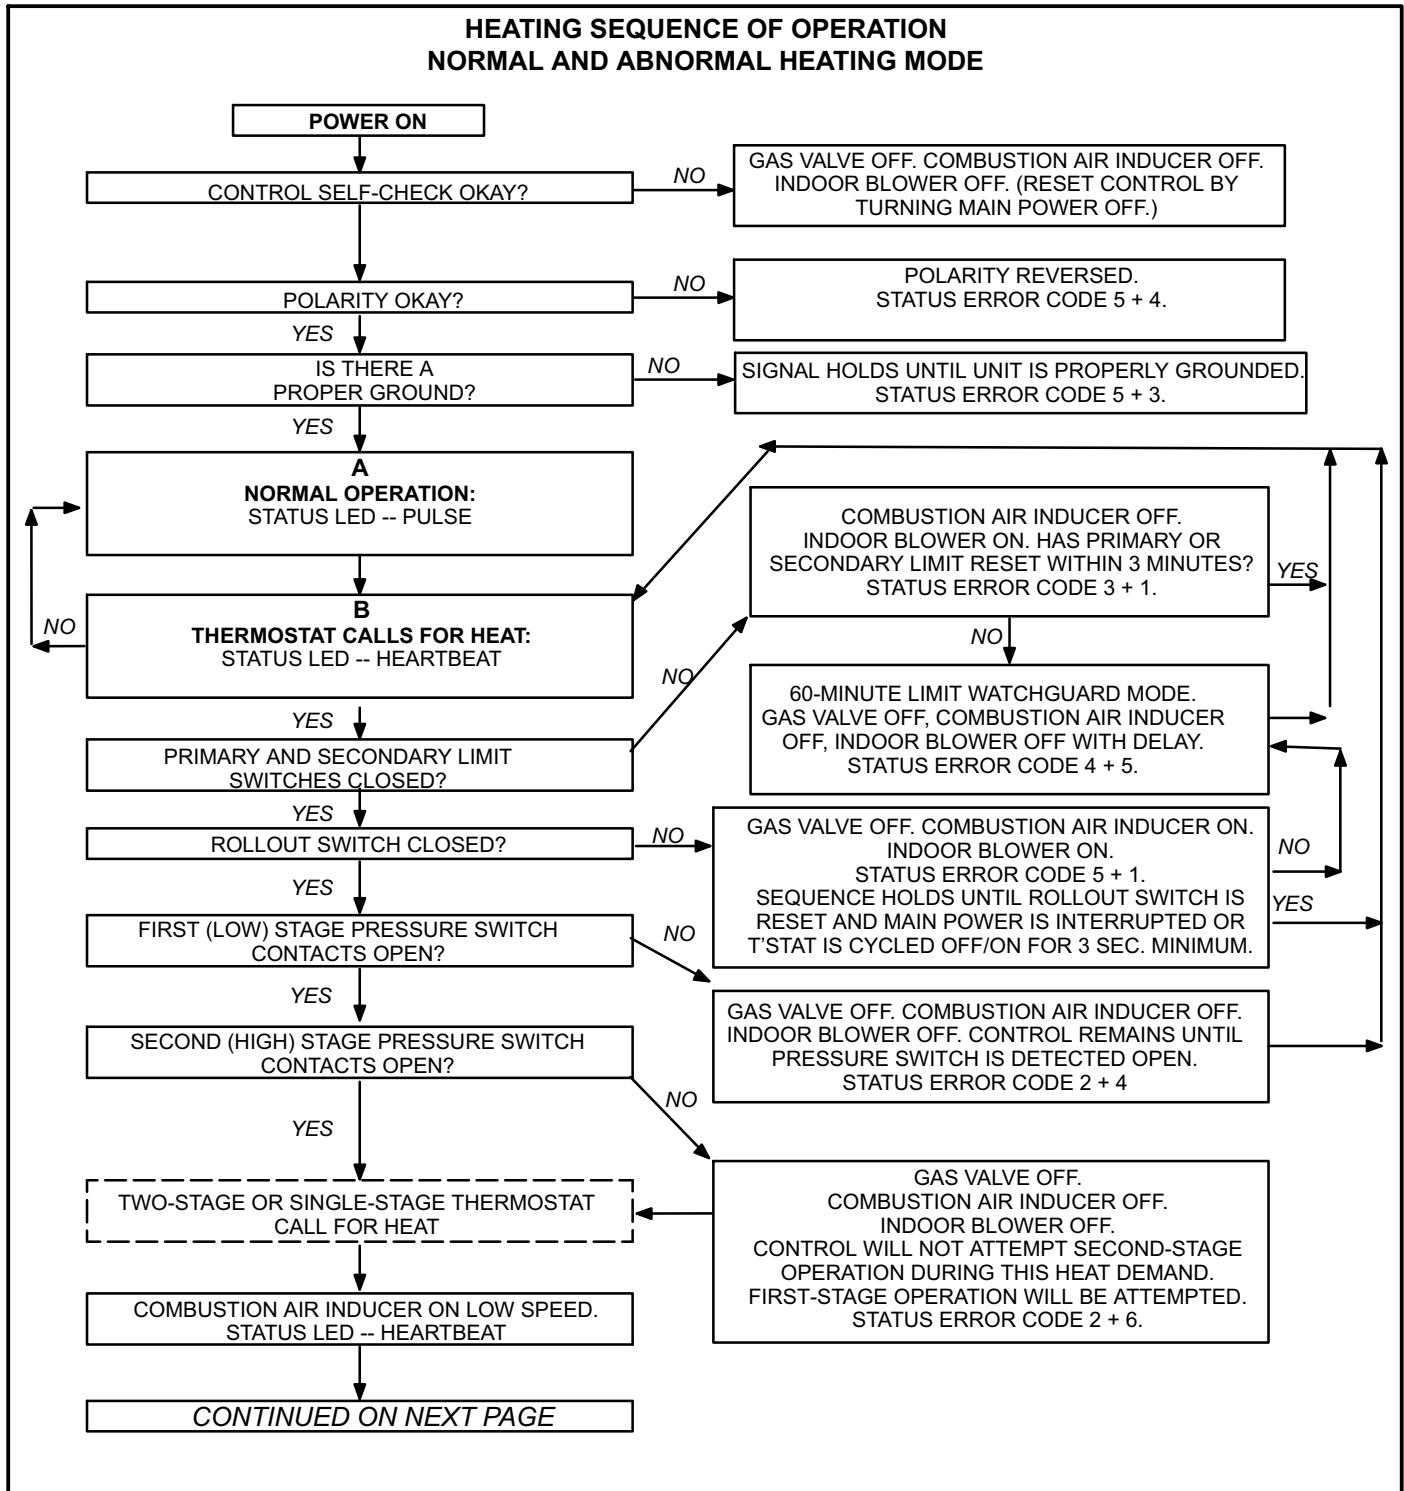 HEATING SEQUENCE OF OPERATION
NORMAL AND ABNORMAL HEATING MODE
POWER ON
CONTROL SELF-CHECK OKAY?
NO
GAS VALVE OFF. COMBUSTION AIR INDUCER OFF.
INDOOR BLOWER OFF. (RESET CONTROL BY
TURNING MAIN POWER OFF.)
POLARITY OKAY?
NO
POLARITY REVERSED.
STATUS ERROR CODE 5 + 4.
YES
IS THERE A
PROPER GROUND?
NO
SIGNAL HOLDS UNTIL UNIT IS PROPERLY GROUNDED.
STATUS ERROR CODE 5 + 3.
YES
A
NORMAL OPERATION:
STATUS LED -- PULSE
COMBUSTION AIR INDUCER OFF.
INDOOR BLOWER ON. HAS PRIMARY OR
SECONDARY LIMIT RESET WITHIN 3 MINUTES?
STATUS ERROR CODE 3 + 1.
YES
NO
B
THERMOSTAT CALLS FOR HEAT:
STATUS LED -- HEARTBEAT
NO
NO
60-MINUTE LIMIT WATCHGUARD MODE.
GAS VALVE OFF, COMBUSTION AIR INDUCER
OFF, INDOOR BLOWER OFF WITH DELAY.
STATUS ERROR CODE 4 + 5.
YES
PRIMARY AND SECONDARY LIMIT
SWITCHES CLOSED?
YES
ROLLOUT SWITCH CLOSED?
NO
GAS VALVE OFF. COMBUSTION AIR INDUCER ON.
INDOOR BLOWER ON.
STATUS ERROR CODE 5 + 1.
SEQUENCE HOLDS UNTIL ROLLOUT SWITCH IS
RESET AND MAIN POWER IS INTERRUPTED OR
T'STAT IS CYCLED OFF/ON FOR 3 SEC. MINIMUM.
NO
YES
YES
FIRST (LOW) STAGE PRESSURE SWITCH
CONTACTS OPEN?
NO
GAS VALVE OFF. COMBUSTION AIR INDUCER OFF.
INDOOR BLOWER OFF. CONTROL REMAINS UNTIL
PRESSURE SWITCH IS DETECTED OPEN.
STATUS ERROR CODE 2 + 4
YES
SECOND (HIGH) STAGE PRESSURE SWITCH
CONTACTS OPEN?
NO
YES
GAS VALVE OFF.
COMBUSTION AIR INDUCER OFF.
INDOOR BLOWER OFF.
CONTROL WILL NOT ATTEMPT SECOND-STAGE
OPERATION DURING THIS HEAT DEMAND.
FIRST-STAGE OPERATION WILL BE ATTEMPTED.
STATUS ERROR CODE 2 + 6.
TWO-STAGE OR SINGLE-STAGE THERMOSTAT
CALL FOR HEAT
COMBUSTION AIR INDUCER ON LOW SPEED.
STATUS LED -- HEARTBEAT
CONTINUED ON NEXT PAGE